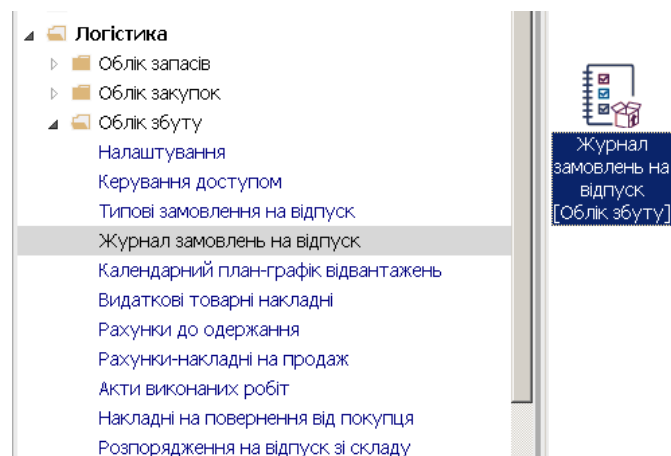 Логістика
Облік запасів
Облік закупок
Облік збуту
Налаштування
Керування доступом
Типові замовлення на відпуск
Журнал замовлень на відпуск
Календарний план-графік відвантажень
Видаткові товарні накладні
Рахунки до одержання
Рахунки-накладні на продаж
Акти виконаних робіт
Накладні на повернення від покупця
Розпорядження на відпуск зі складу
Журнал
замовлень на
відпуск
[Облік збуту]